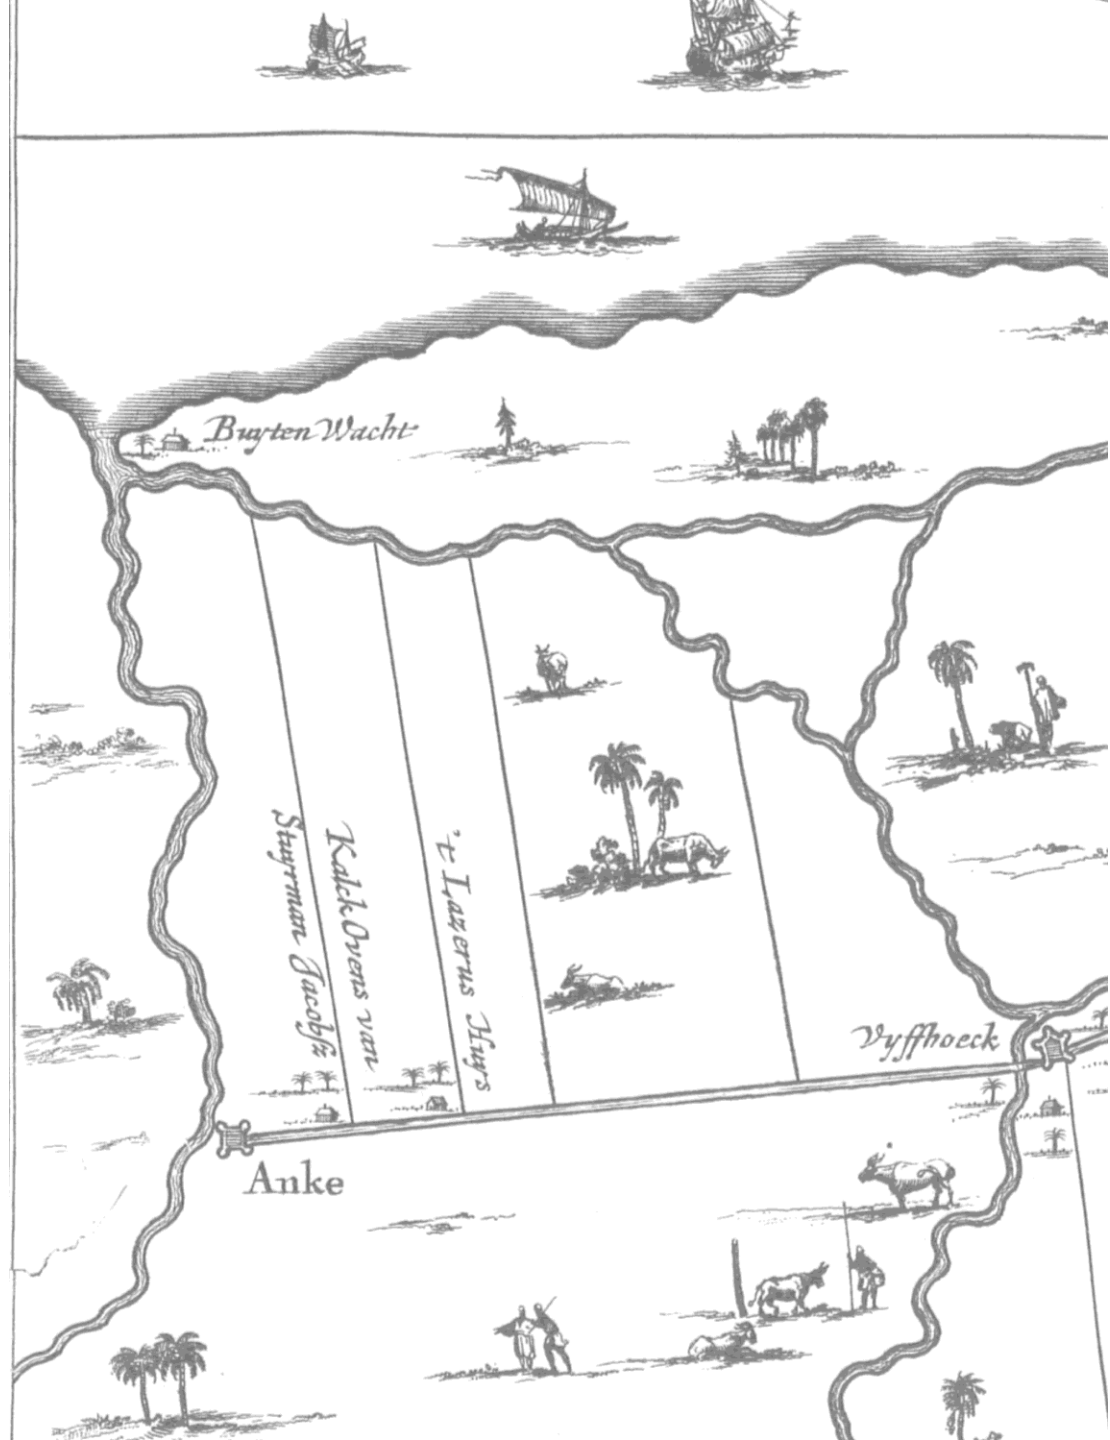 Buyten Wacht
Stuyrman Jacobsz
Kalck Ovens van
't Lazerus Huys
Vyffhoeck
Anke